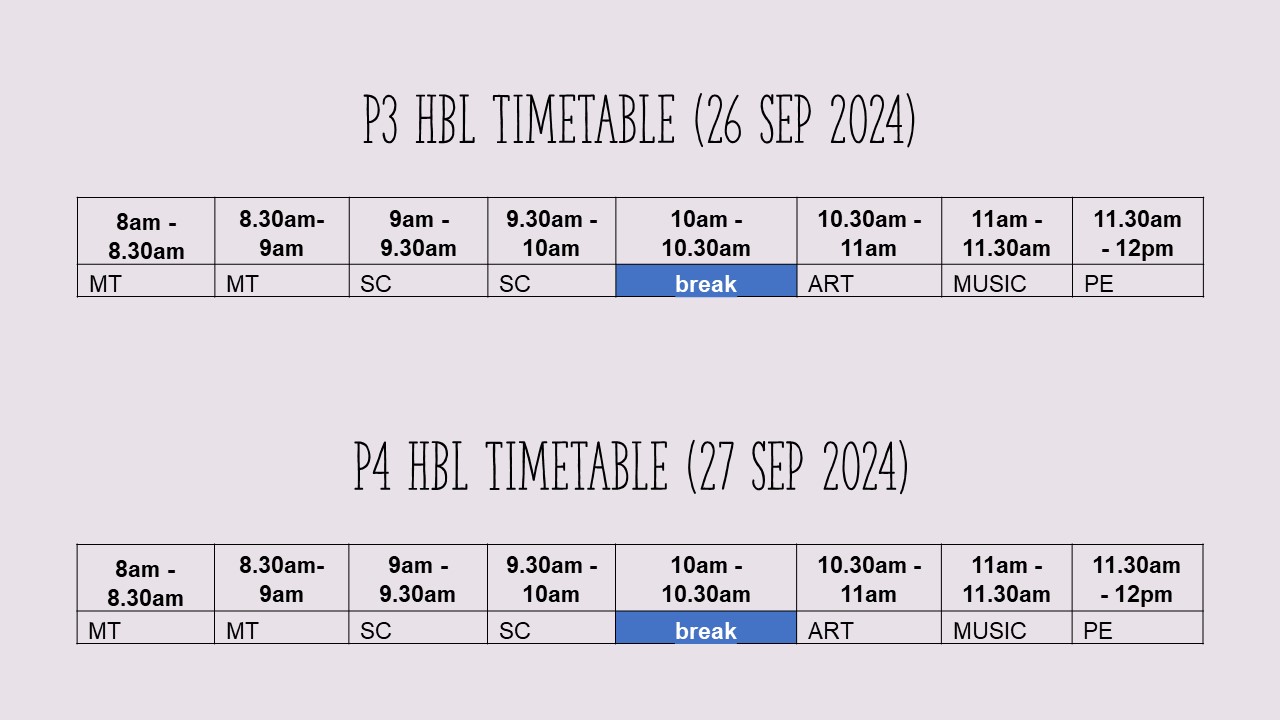 P3 HBL TIMETABLE (26 SEP 2024)
8am - 8.30am 8.30am- 9am 9am - 9.30am 9.30am - 10am 10am - 10.30am 10.30am - 11am 11am - 11.30am 11.30am - 12pm
MT MT SC SC break ART MUSIC PE
P4 HBL TIMETABLE (27 SEP 2024)
8am - 8.30am 8.30am- 9am 9am - 9.30am 9.30am - 10am 10am - 10.30am 10.30am - 11am 11am - 11.30am 11.30am - 12pm
MT MT SC SC break ART MUSIC PE